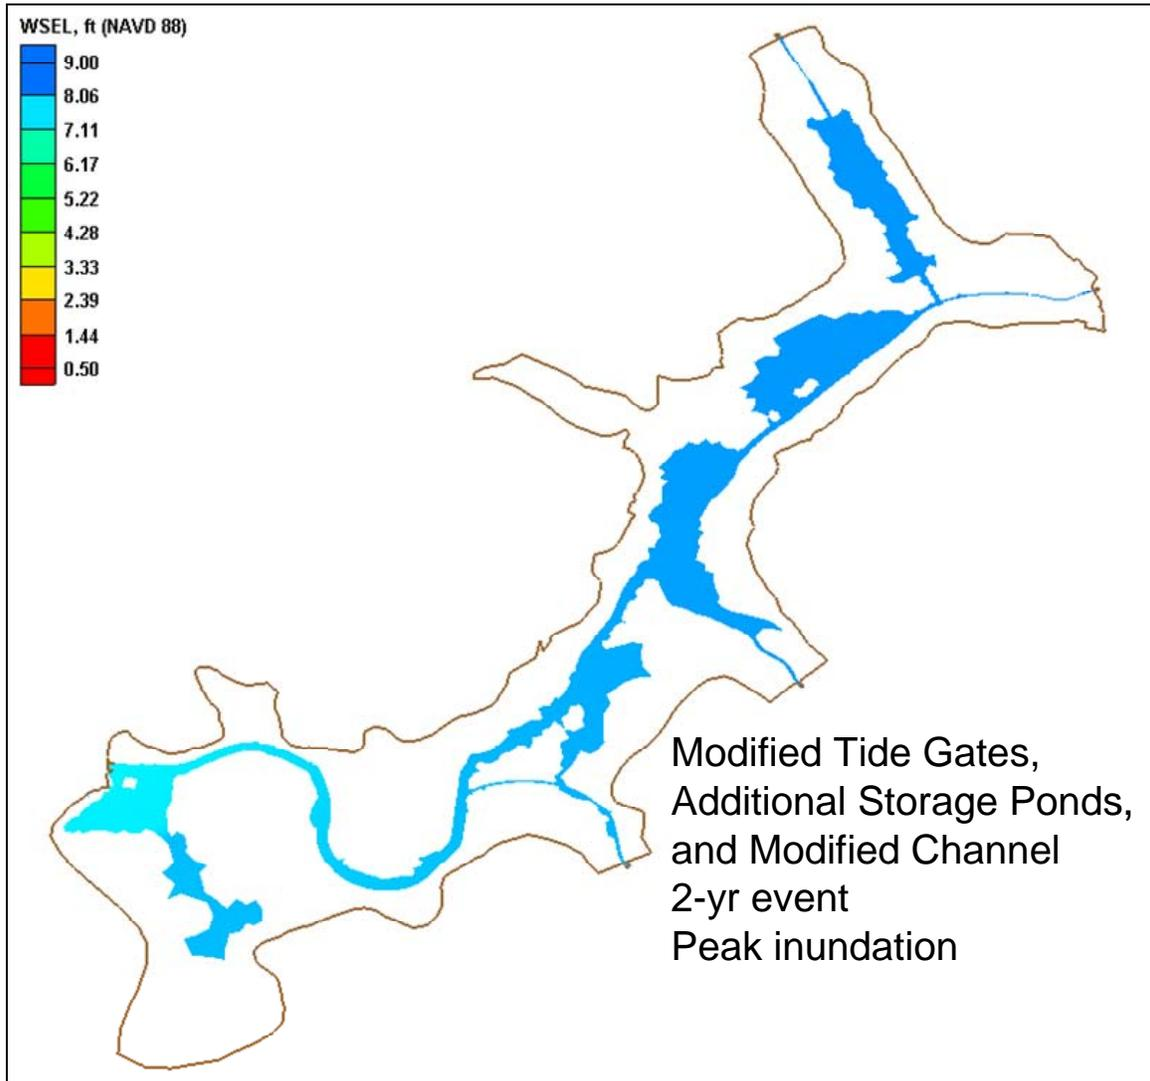 WSEL, ft (NAVD 88)
9.00
8.06
7.11
6.17
5.22
4.28
3.33
2.39
1.44
0.50
Modified Tide Gates,
Additional Storage Ponds,
and Modified Channel
2-yr event
Peak inundation